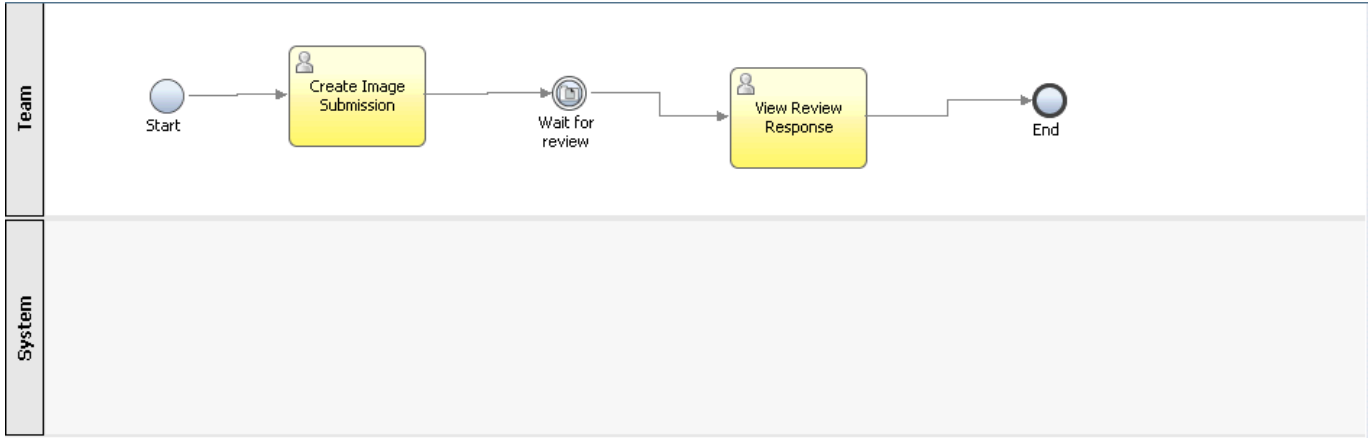 Team
Start
Create Image
Submission
Wait for
review
View Review
Response
End
System